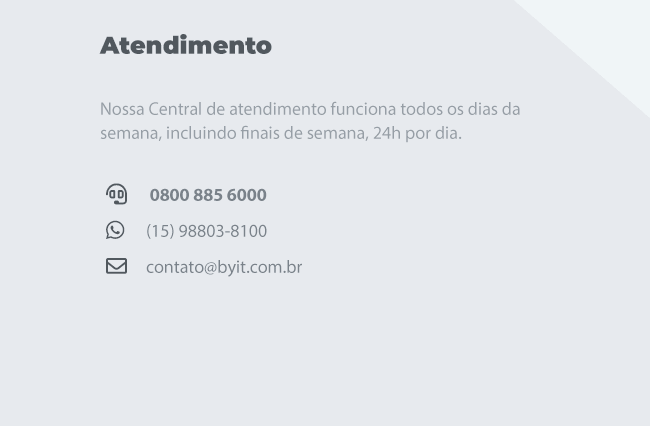 Atendimento
Nossa Central de atendimento funciona todos os dias da
semana, incluindo finais de semana, 24h por dia.
0800 885 6000
(15) 98803-8100
contato@byit.com.br